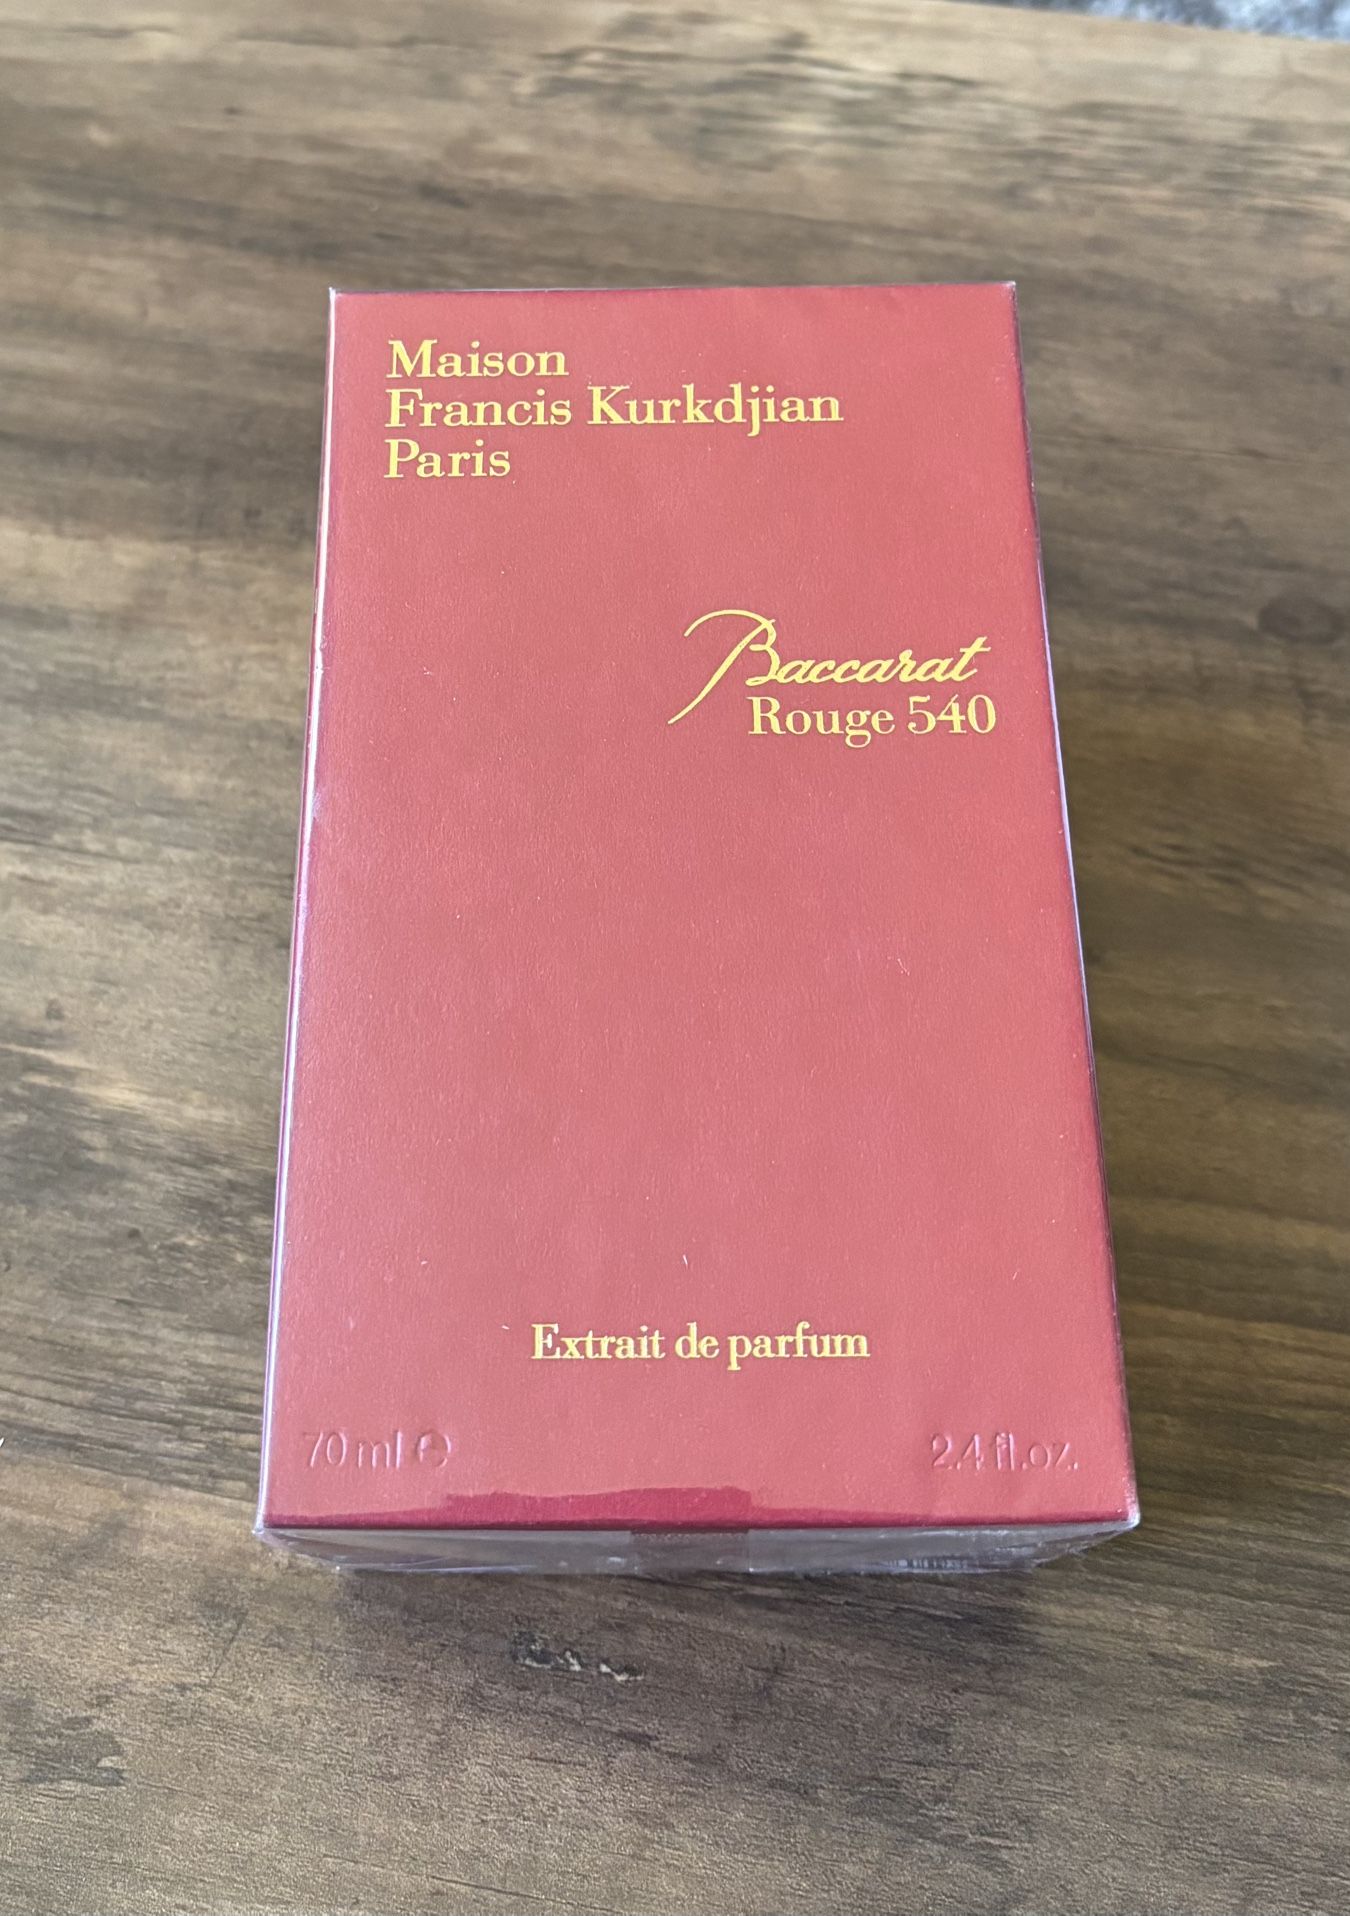 Maison
Francis Kurkdjian
Paris
Baccarat
Rouge 540
Extrait de parfum
70 ml ℮ 2.4 fl.oz.